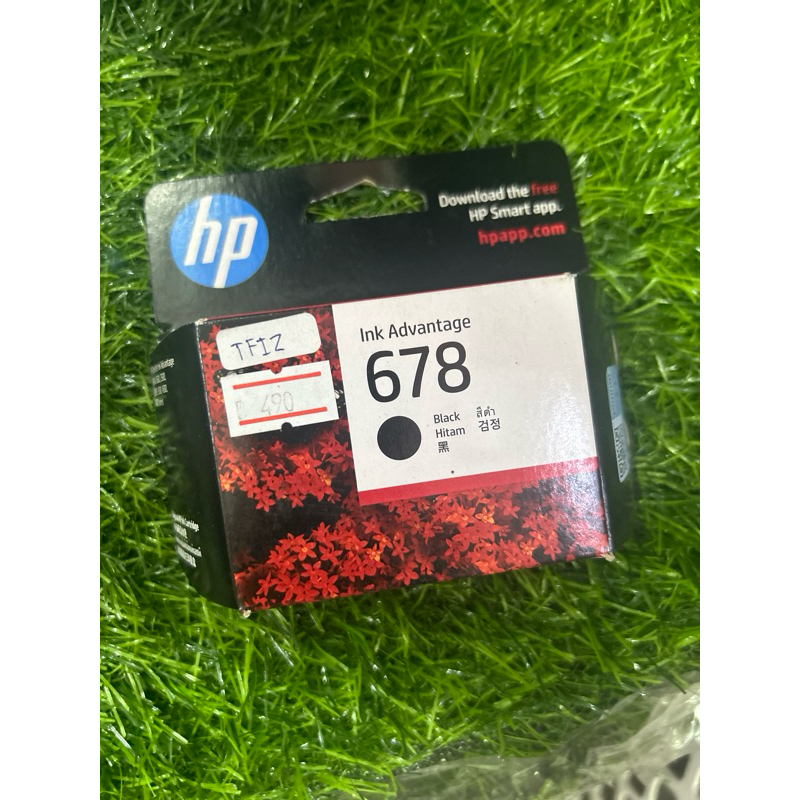 hp
Download the free
HP Smart app.
hpapp.com
TFIZ
490
Ink Advantage
678
Black
สีดำ
Hitam
검정
黑